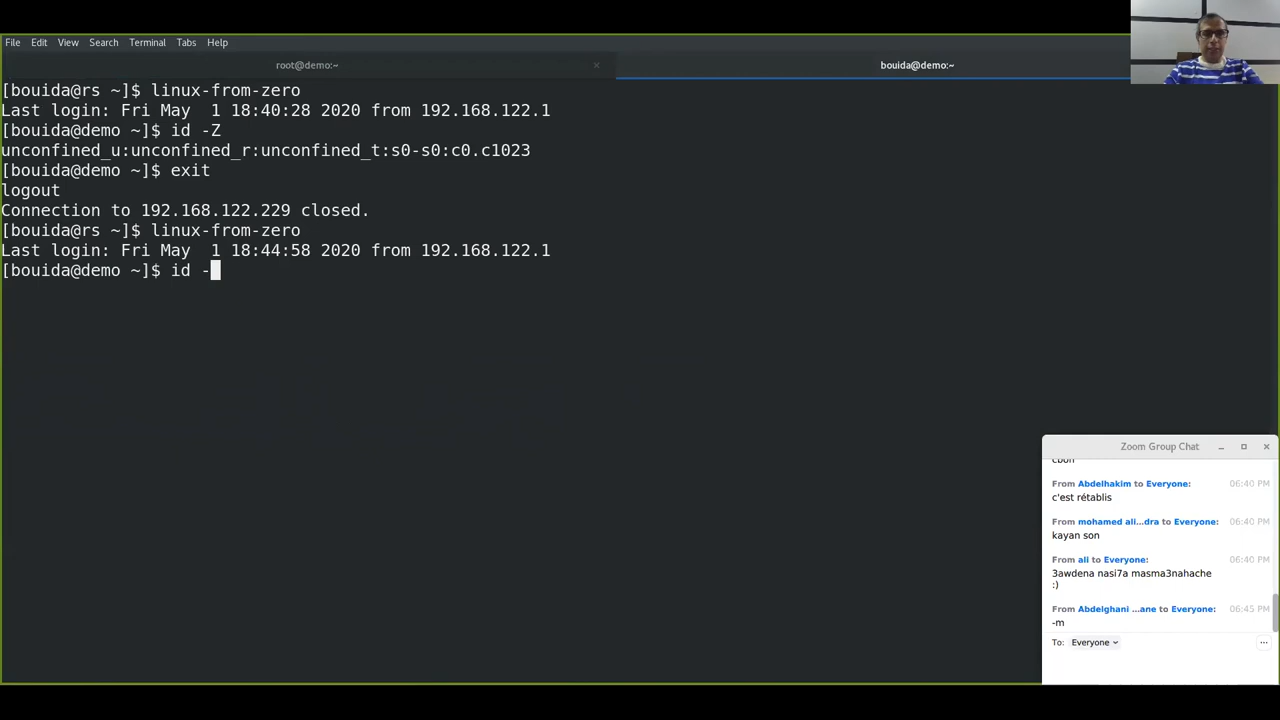 File Edit View Search Terminal Tabs Help
root@demo:~ ×
bouida@demo:~
[bouida@rs ~]$ linux-from-zero
Last login: Fri May  1 18:40:28 2020 from 192.168.122.1
[bouida@demo ~]$ id -Z
unconfined_u:unconfined_r:unconfined_t:s0-s0:c0.c1023
[bouida@demo ~]$ exit
logout
Connection to 192.168.122.229 closed.
[bouida@rs ~]$ linux-from-zero
Last login: Fri May  1 18:44:58 2020 from 192.168.122.1
[bouida@demo ~]$ id -
Zoom Group Chat
cbon
From Abdelhakim to Everyone: 06:40 PM
c'est rétablis
From mohamed ali...dra to Everyone: 06:40 PM
kayan son
From ali to Everyone: 06:40 PM
3awdena nasi7a masma3nahache
:)
From Abdelghani ...ane to Everyone: 06:45 PM
-m
To: Everyone